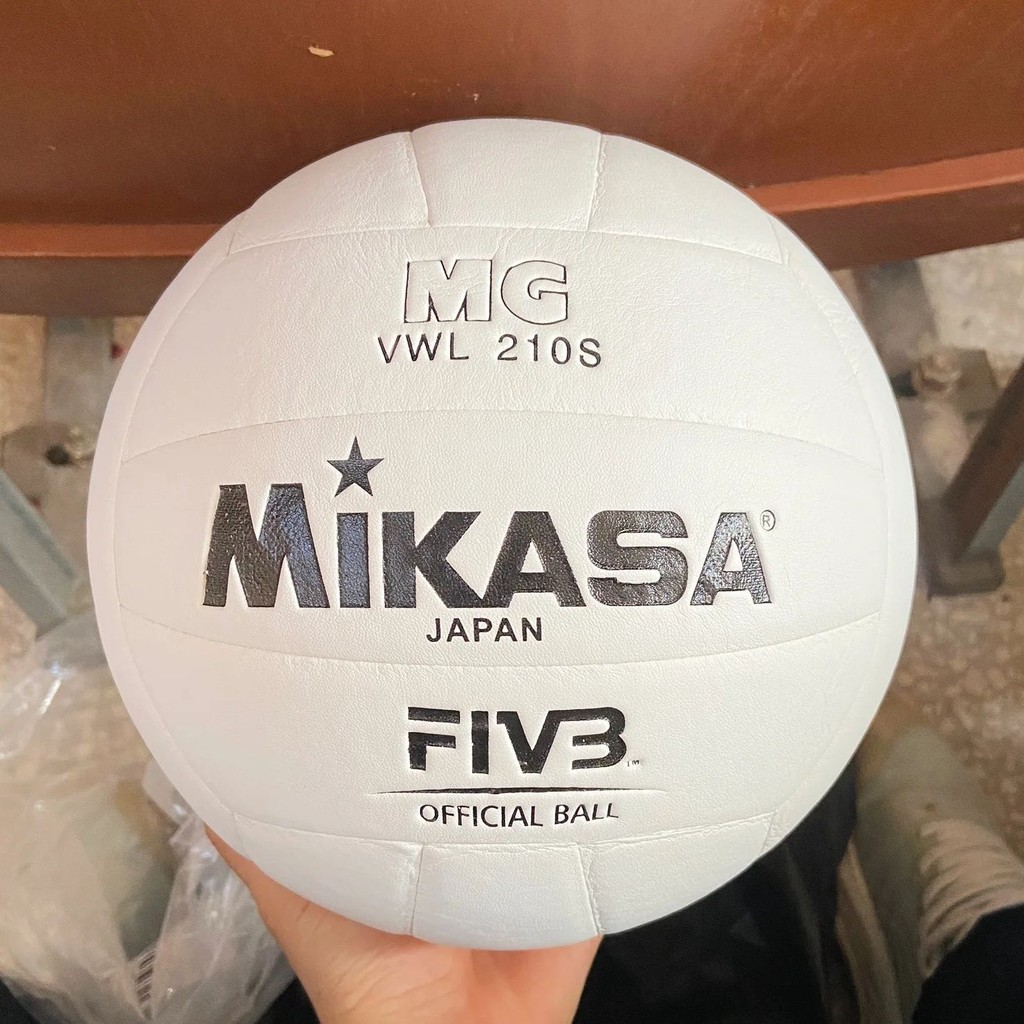 MG
VWL 210S
MiKASA®
JAPAN
FIVB™
OFFICIAL BALL